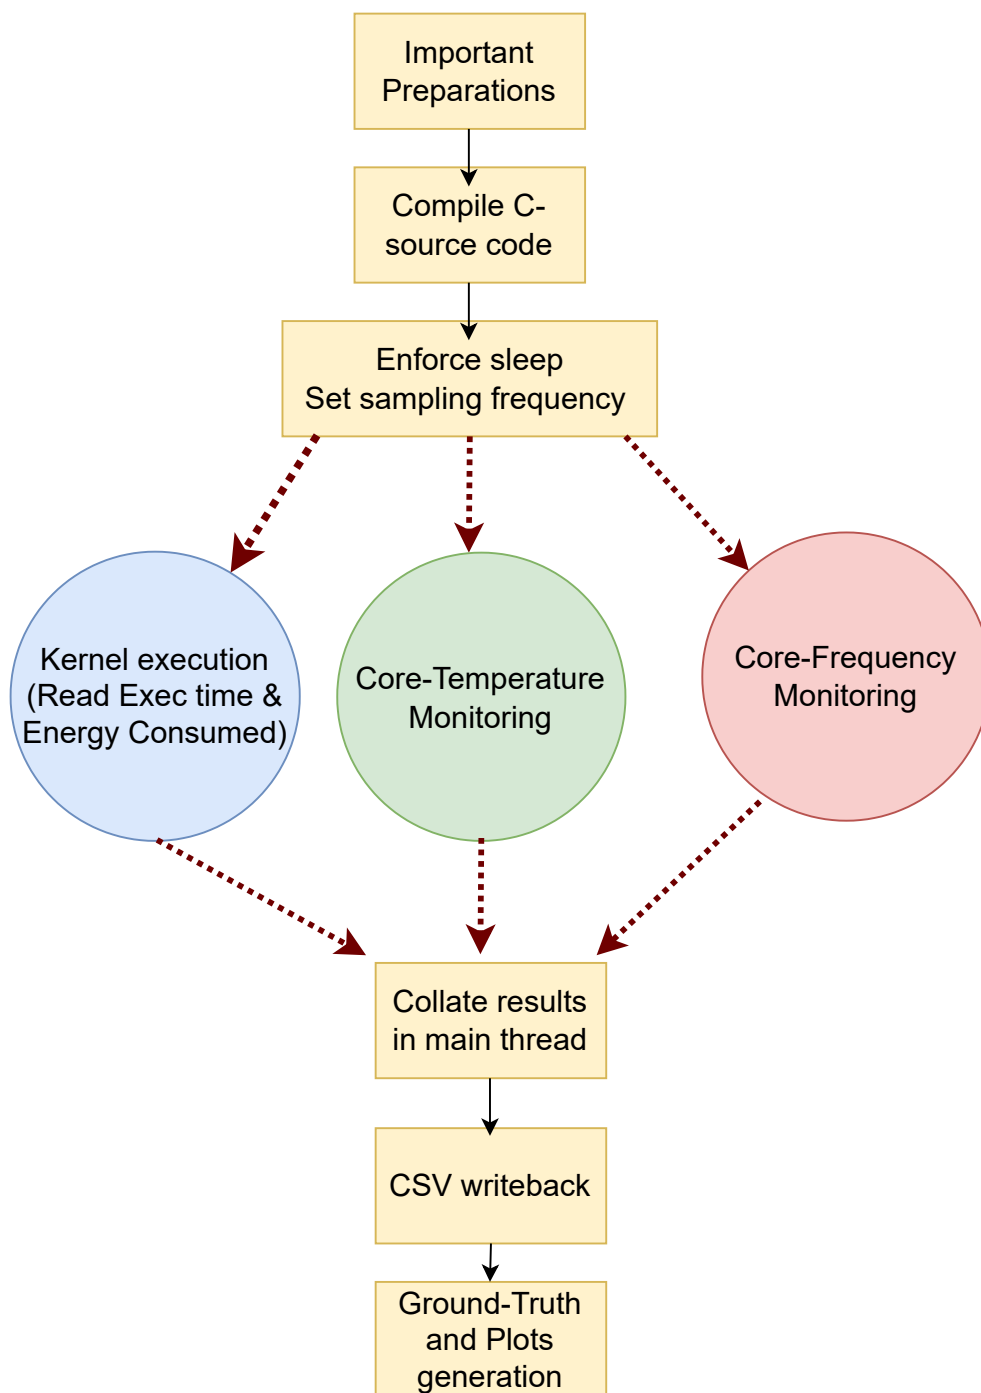 Important
Preparations
Compile C-
source code
Enforce sleep
Set sampling frequency
Kernel execution
(Read Exec time &
Energy Consumed)
Core-Temperature
Monitoring
Core-Frequency
Monitoring
Collate results
in main thread
CSV writeback
Ground-Truth
and Plots
generation